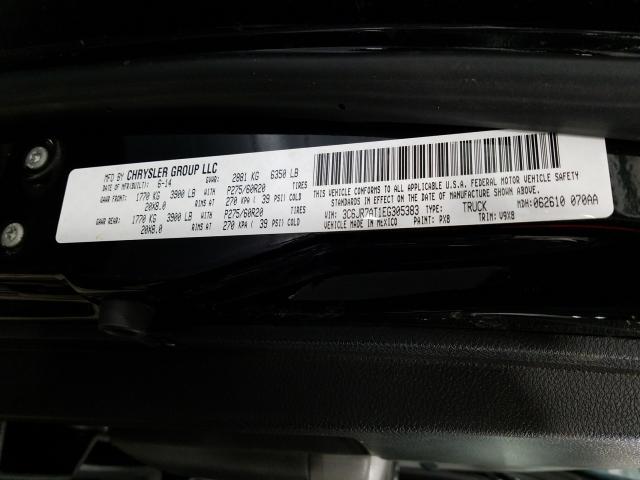 MFD BY CHRYSLER GROUP LLC
DATE OF MFR(BUILT): 6-14 GVWR: 2881 KG 6350 LB
GAWR FRONT: 1770 KG 3900 LB WITH P275/60R20 TIRES
20X8.0 RIMS AT 270 KPA ( 39 PSI) COLD
GAWR REAR: 1770 KG 3900 LB WITH P275/60R20 TIRES
20X8.0 RIMS AT 270 KPA ( 39 PSI) COLD
THIS VEHICLE CONFORMS TO ALL APPLICABLE U.S.A. FEDERAL MOTOR VEHICLE SAFETY
STANDARDS IN EFFECT ON THE DATE OF MANUFACTURE SHOWN ABOVE.
VIN: 3C6JR7AT1EG305383 TYPE: TRUCK MDH: 062610 070AA
VEHICLE MADE IN MEXICO PAINT: PX8 TRIM: V9X8